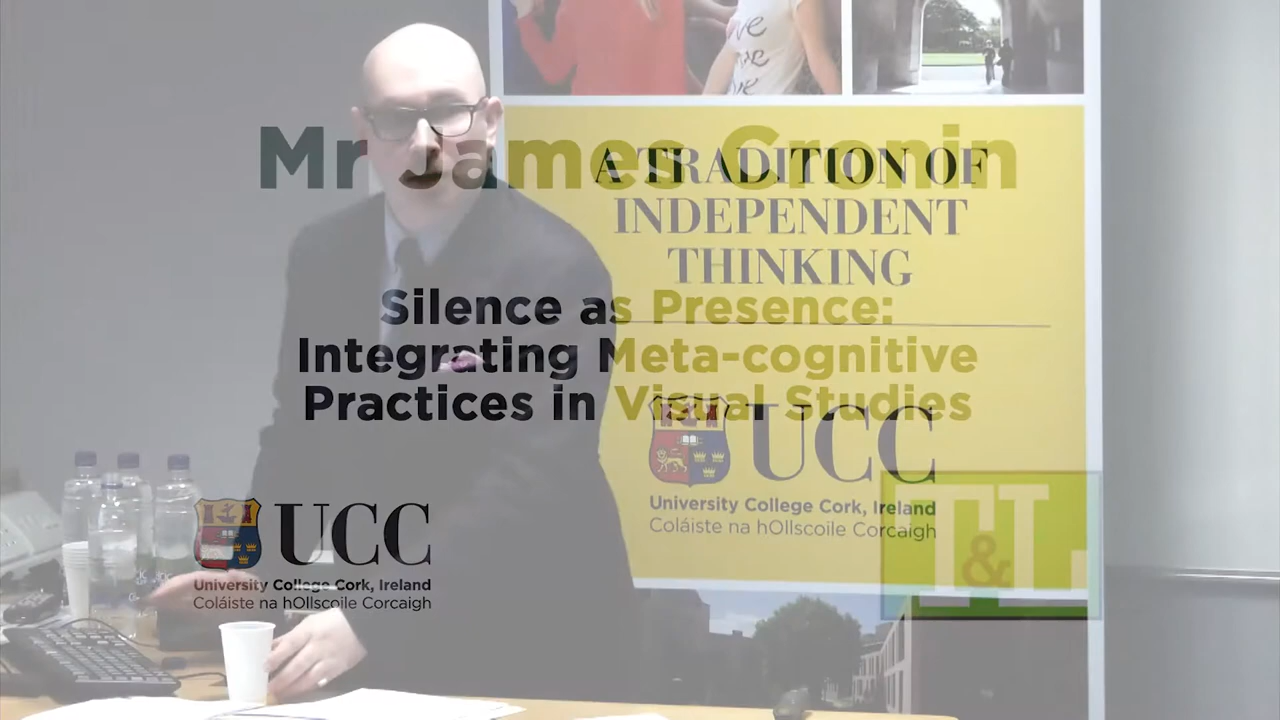 ve
Mr James Cronin
A TRADITION OF
INDEPENDENT
THINKING
Silence as Presence:
Integrating Meta-cognitive
Practices in Visual Studies
UCC
University College Cork, Ireland
Coláiste na hOllscoile Corcaigh
UCC
University College Cork, Ireland
Coláiste na hOllscoile Corcaigh
T&L